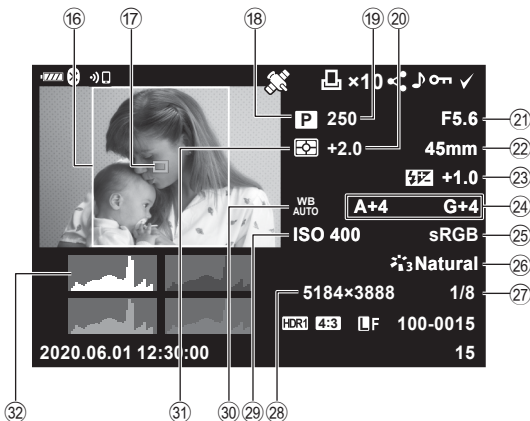 ⑯ ⑰ ⑱ ⑲ ⑳
×10
P 250 F5.6 ㉑
+2.0 45mm ㉒
+1.0 ㉓
WB AUTO A+4 G+4 ㉔
ISO 400 sRGB ㉕
3 Natural ㉖
5184×3888 1/8 ㉗
HDR1 4:3 L F 100-0015
2020.06.01 12:30:00 15
㉜ ㉛ ㉚ ㉙ ㉘